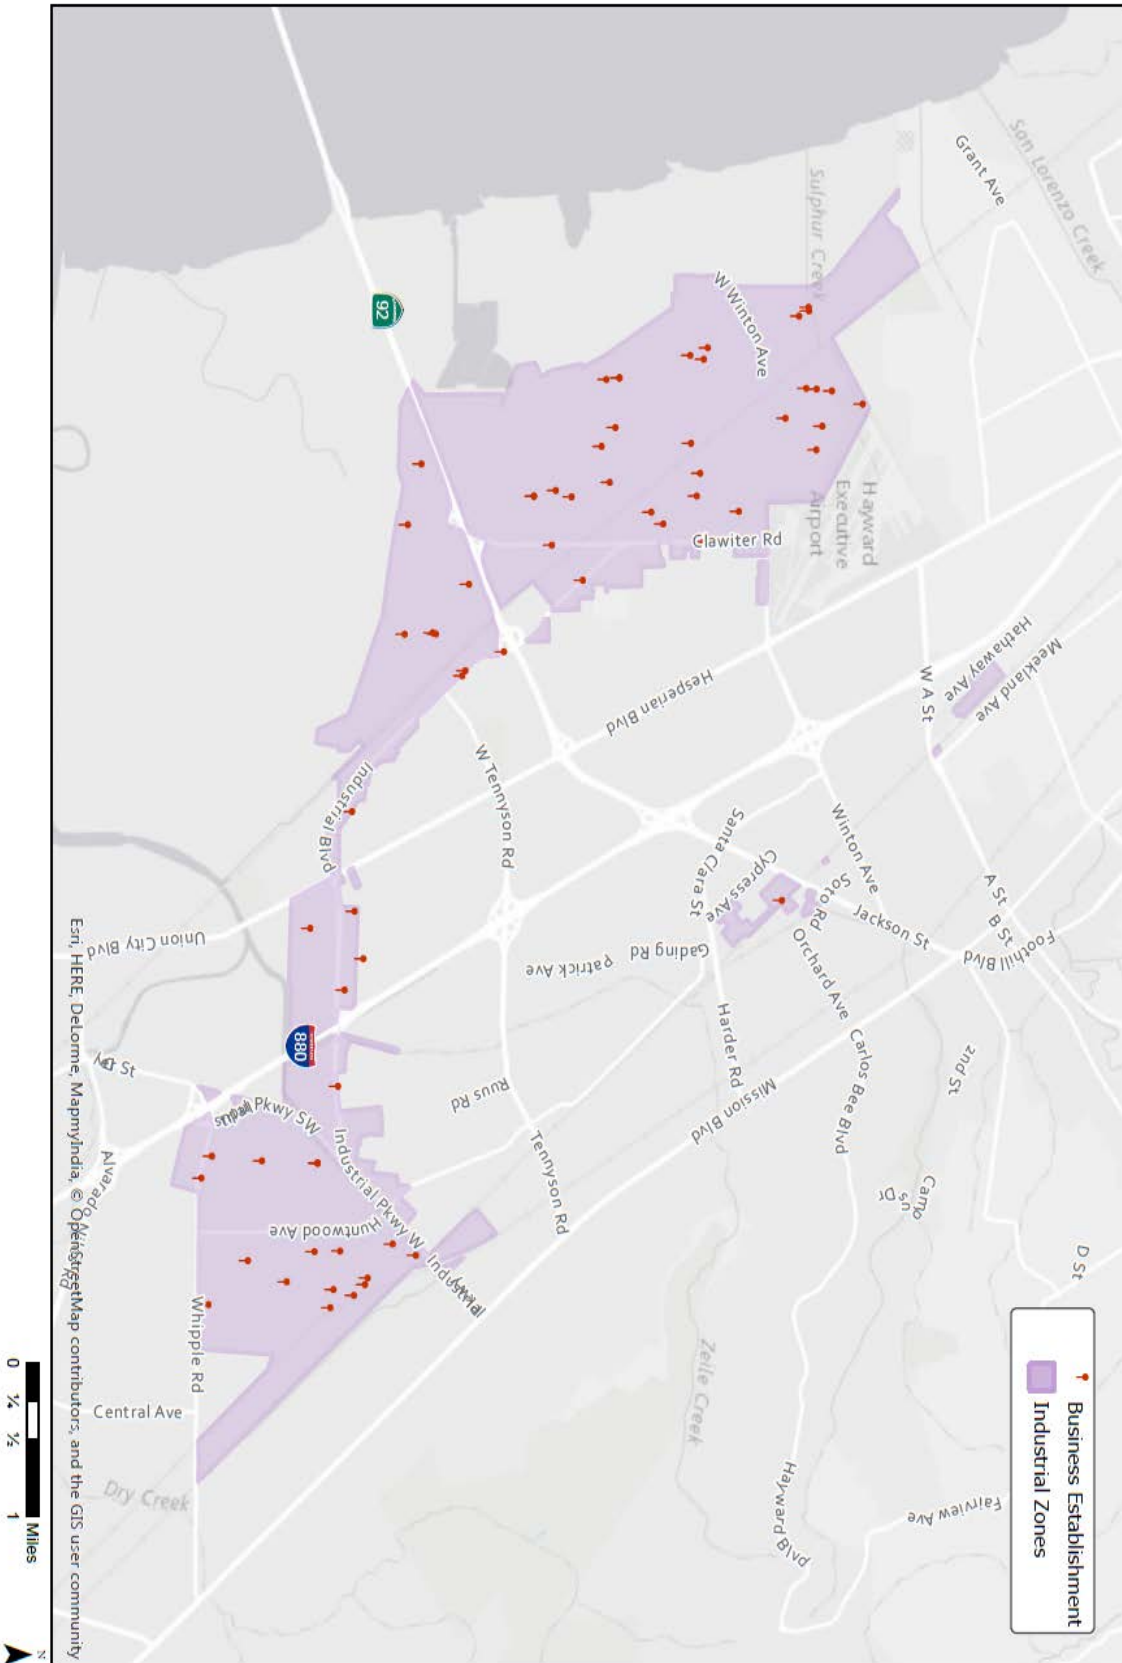 Business Establishment
Industrial Zones
San Lorenzo Creek
Grant Ave
Sulphur Creek
W Winton Ave
92
Hayward
Executive
Airport
Clawiter Rd
Hathaway Ave
Meekland Ave
W A St
Hesperian Blvd
W Tennyson Rd
Industrial Blvd
Winton Ave
Santa Clara St
Cypress Ave
Soto Rd
Jackson St
A St
B St
Foothill Blvd
Orchard Ave
Gading Rd
Patrick Ave
Union City Blvd
Harder Rd
Carlos Bee Blvd
2nd St
Mission Blvd
880
Dyer St
Ruus Rd
Pkwy SW
Industrial Pkwy W
Tennyson Rd
Campus Dr
D St
Huntwood Ave
Industrial Pkwy
Whipple Rd
Zeile Creek
Central Ave
Dry Creek
Hayward Blvd
Fairview Ave
Esri, HERE, DeLorme, MapmyIndia, © OpenStreetMap contributors, and the GIS user community
0 ¼ ½ 1
Miles
N